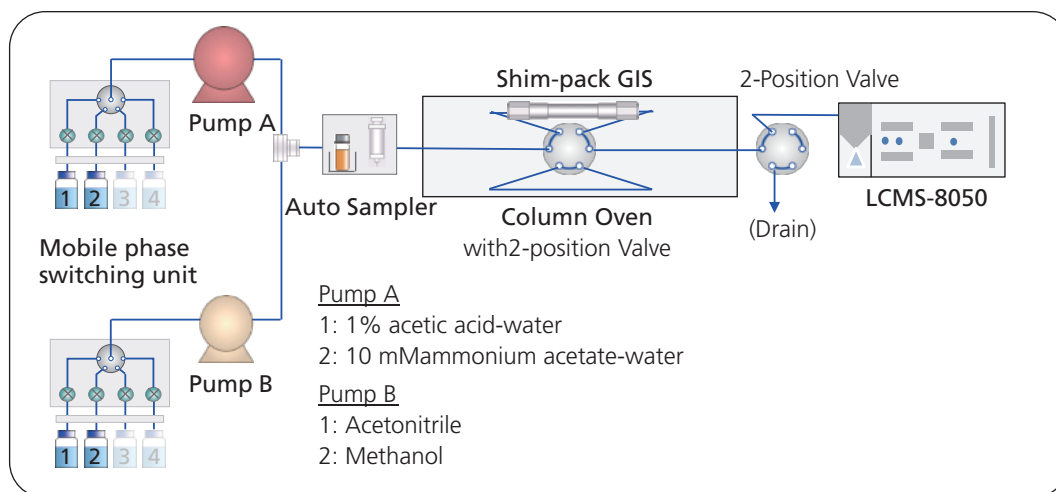 Shim-pack GIS
2-Position Valve
Pump A
1 2 3 4
Auto Sampler
Column Oven
with2-position Valve
LCMS-8050
(Drain)
Mobile phase
switching unit
Pump A
1: 1% acetic acid-water
2: 10 mMammonium acetate-water
Pump B
1: Acetonitrile
2: Methanol
Pump B
1 2 3 4